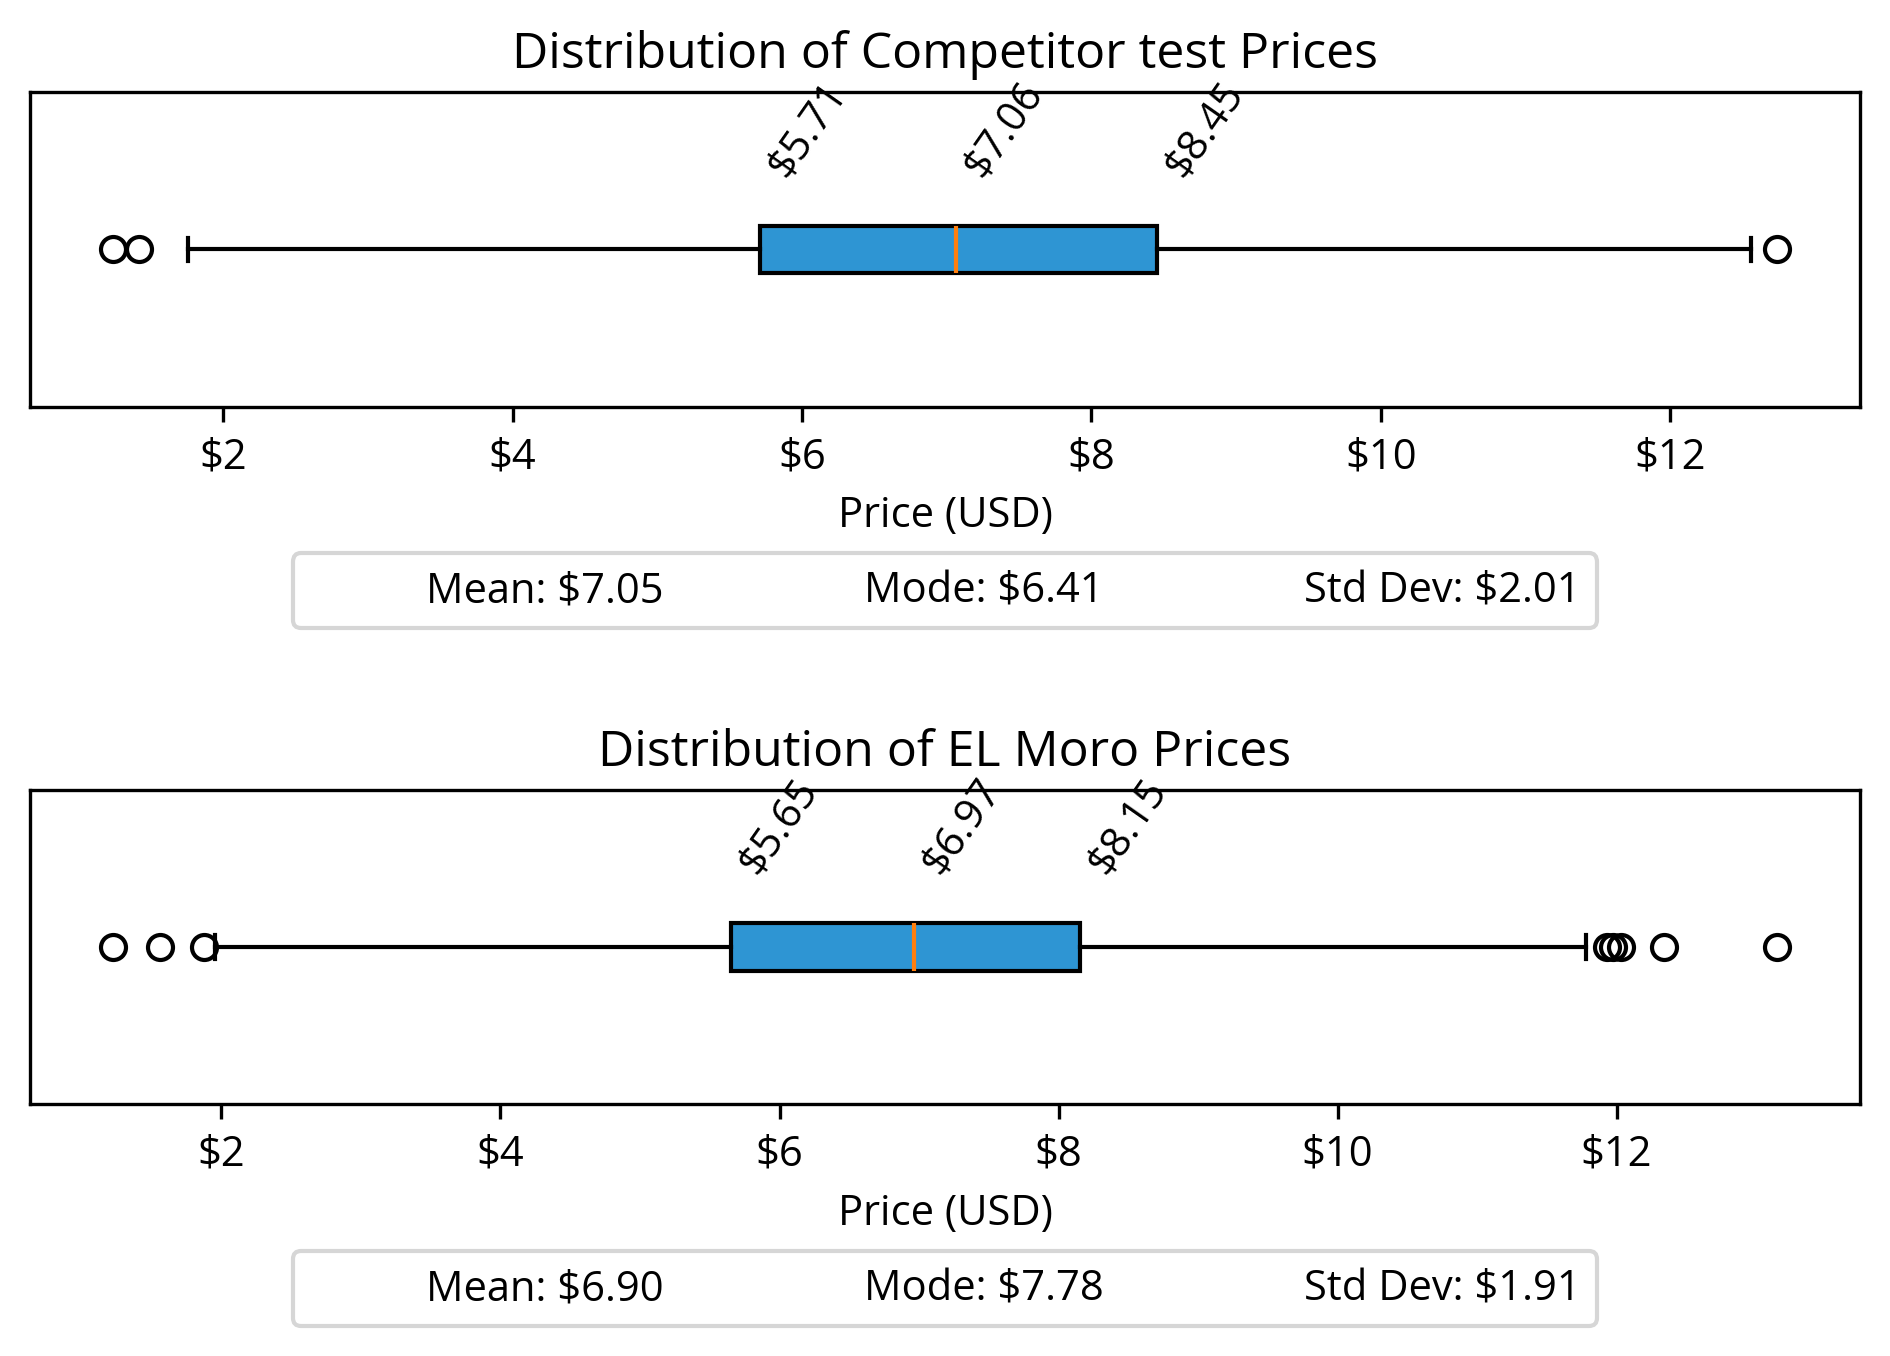 Distribution of Competitor test Prices
$5.71 $7.06 $8.45
$2 $4 $6 $8 $10 $12
Price (USD)
Mean: $7.05 Mode: $6.41 Std Dev: $2.01
Distribution of EL Moro Prices
$5.65 $6.97 $8.15
$2 $4 $6 $8 $10 $12
Price (USD)
Mean: $6.90 Mode: $7.78 Std Dev: $1.91